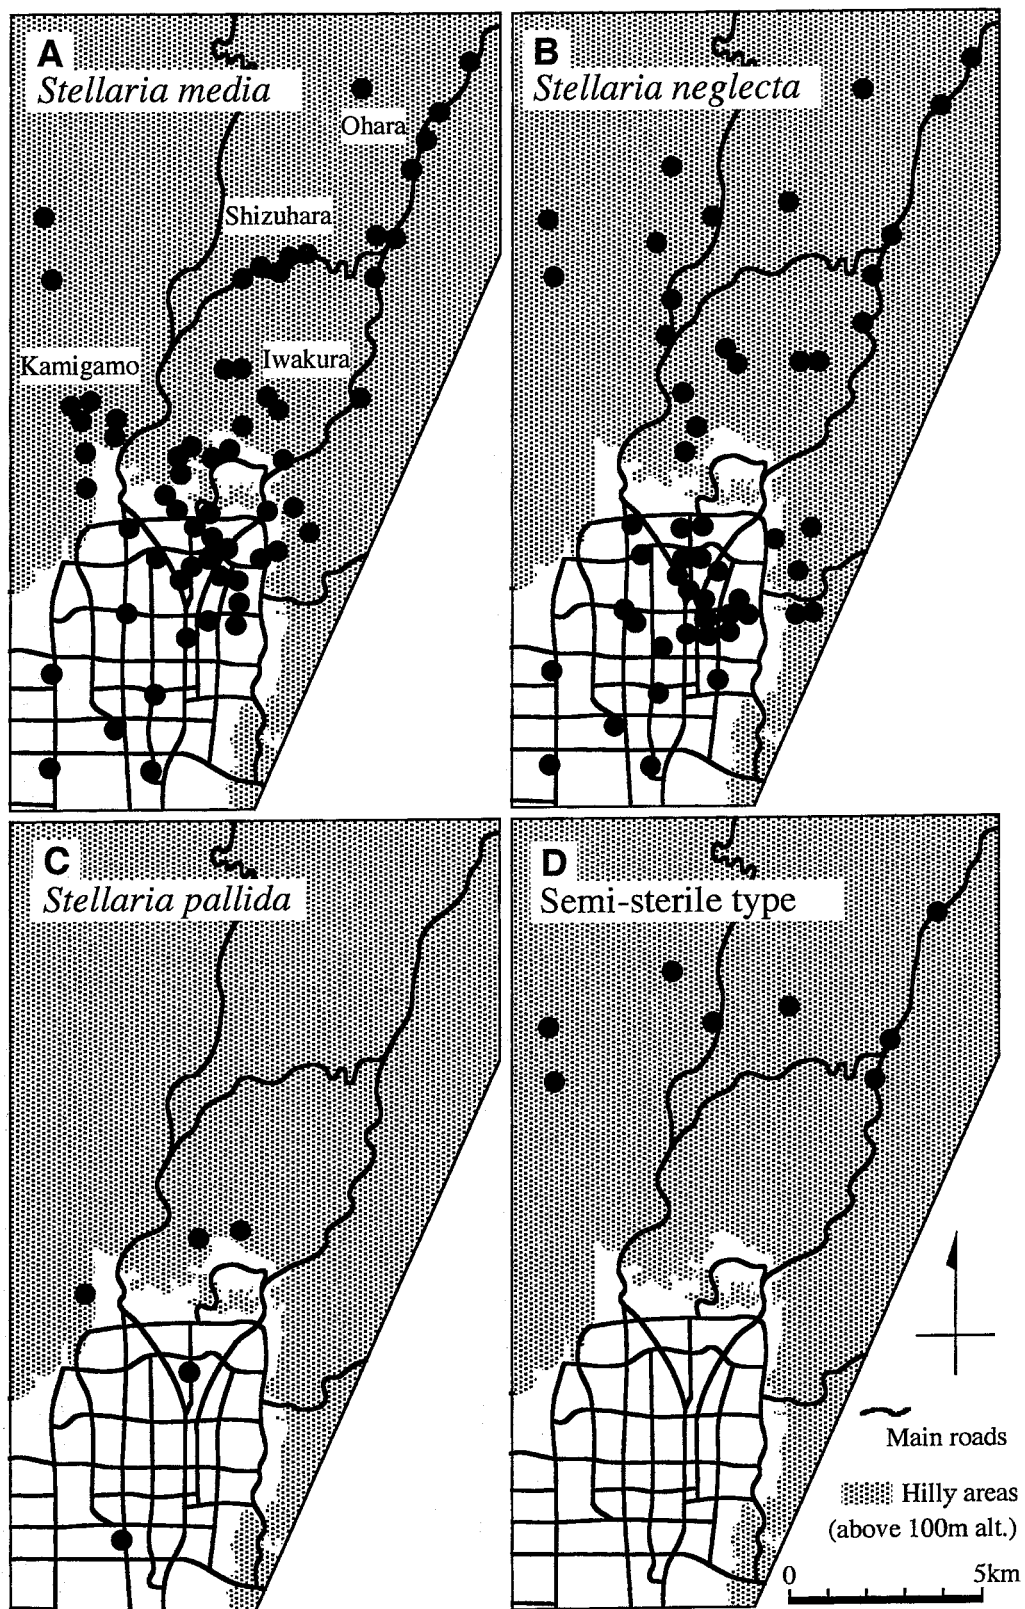 A
Stellaria media
Ohara
Shizuhara
Kamigamo
Iwakura
B
Stellaria neglecta
C
Stellaria pallida
D
Semi-sterile type
Main roads
Hilly areas
(above 100m alt.)
0 5km